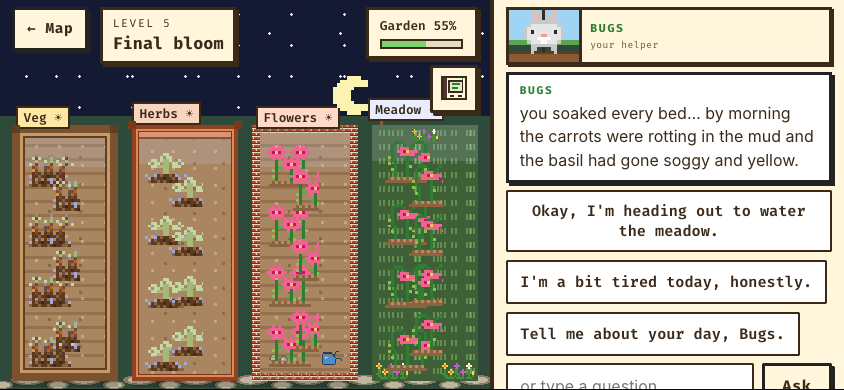 ← Map
LEVEL 5
Final bloom
Garden 55%
Veg ☀
Herbs ☀
Flowers ☀
Meadow
BUGS
your helper
BUGS
you soaked every bed... by morning
the carrots were rotting in the mud and
the basil had gone soggy and yellow.
Okay, I'm heading out to water
the meadow.
I'm a bit tired today, honestly.
Tell me about your day, Bugs.
or type a question
Ask